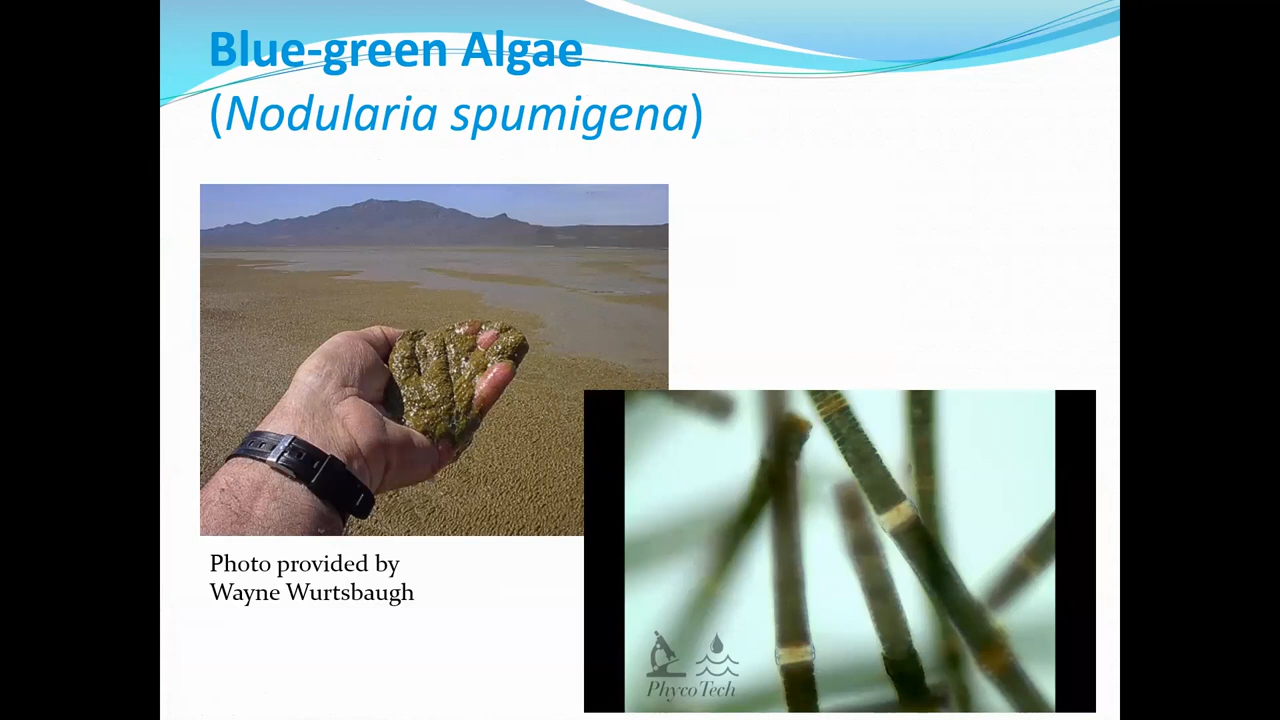 Blue-green Algae
(Nodularia spumigena)
Photo provided by
Wayne Wurtsbaugh
PhycoTech